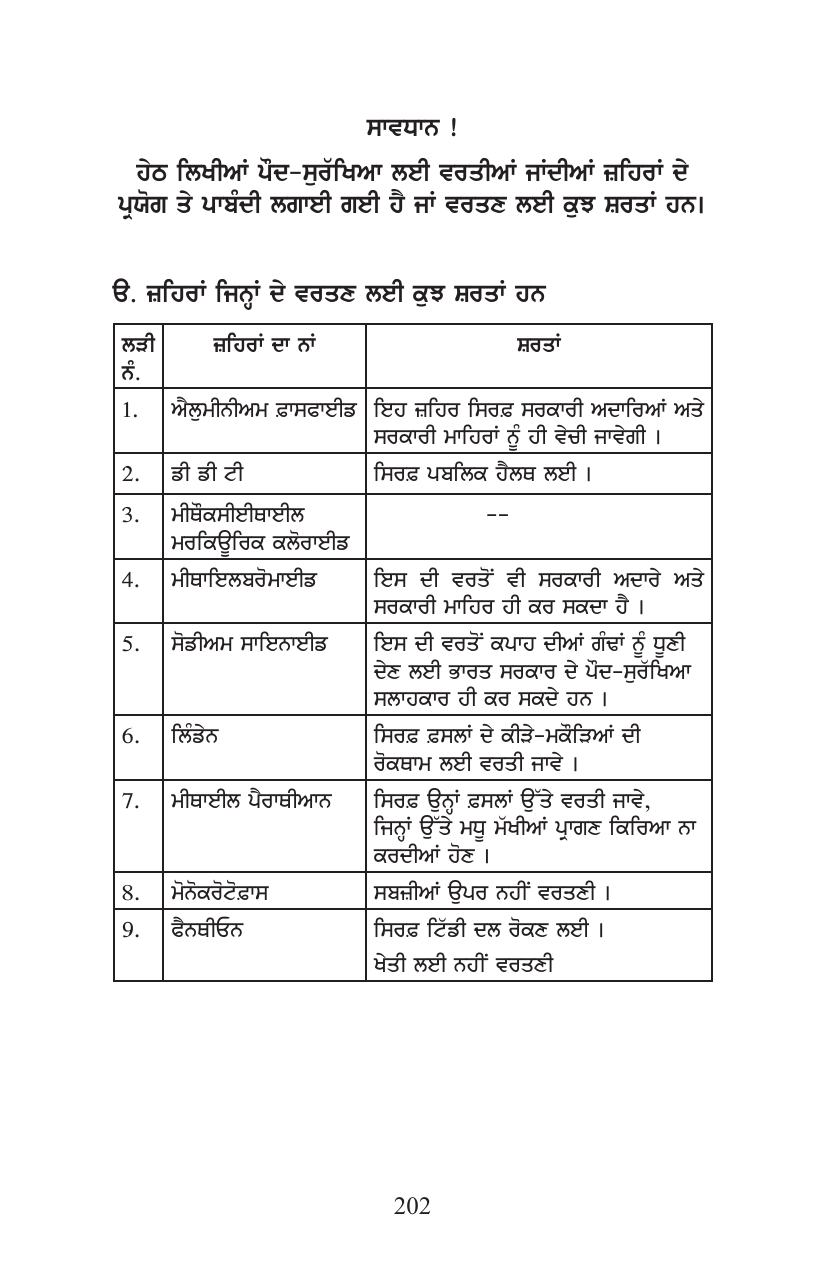 ਸਾਵਧਾਨ !
ਹੇਠ ਲਿਖੀਆਂ ਪੌਦ-ਸੁਰੱਖਿਆ ਲਈ ਵਰਤੀਆਂ ਜਾਂਦੀਆਂ ਜ਼ਹਿਰਾਂ ਦੇ
ਪ੍ਰਯੋਗ ਤੇ ਪਾਬੰਦੀ ਲਗਾਈ ਗਈ ਹੈ ਜਾਂ ਵਰਤਣ ਲਈ ਕੁਝ ਸ਼ਰਤਾਂ ਹਨ।
ੳ. ਜ਼ਹਿਰਾਂ ਜਿਨ੍ਹਾਂ ਦੇ ਵਰਤਣ ਲਈ ਕੁਝ ਸ਼ਰਤਾਂ ਹਨ
ਲੜੀ ਜ਼ਹਿਰਾਂ ਦਾ ਨਾਂ ਸ਼ਰਤਾਂ
ਨੰ.
1. ਐਲੁਮੀਨੀਅਮ ਫ਼ਾਸਫਾਈਡ ਇਹ ਜ਼ਹਿਰ ਸਿਰਫ਼ ਸਰਕਾਰੀ ਅਦਾਰਿਆਂ ਅਤੇ
ਸਰਕਾਰੀ ਮਾਹਿਰਾਂ ਨੂੰ ਹੀ ਵੇਚੀ ਜਾਵੇਗੀ ।
2. ਡੀ ਡੀ ਟੀ ਸਿਰਫ਼ ਪਬਲਿਕ ਹੈਲਥ ਲਈ ।
3. ਮੀਥੌਕਸੀਈਥਾਈਲ --
ਮਰਕਿਊਰਿਕ ਕਲੋਰਾਈਡ
4. ਮੀਥਾਇਲਬਰੋਮਾਈਡ ਇਸ ਦੀ ਵਰਤੋਂ ਵੀ ਸਰਕਾਰੀ ਅਦਾਰੇ ਅਤੇ
ਸਰਕਾਰੀ ਮਾਹਿਰ ਹੀ ਕਰ ਸਕਦਾ ਹੈ ।
5. ਸੋਡੀਅਮ ਸਾਇਨਾਈਡ ਇਸ ਦੀ ਵਰਤੋਂ ਕਪਾਹ ਦੀਆਂ ਗੰਢਾਂ ਨੂੰ ਧੂਣੀ
ਦੇਣ ਲਈ ਭਾਰਤ ਸਰਕਾਰ ਦੇ ਪੌਦ-ਸੁਰੱਖਿਆ
ਸਲਾਹਕਾਰ ਹੀ ਕਰ ਸਕਦੇ ਹਨ ।
6. ਲਿੰਡੇਨ ਸਿਰਫ਼ ਫ਼ਸਲਾਂ ਦੇ ਕੀੜੇ-ਮਕੌੜਿਆਂ ਦੀ
ਰੋਕਥਾਮ ਲਈ ਵਰਤੀ ਜਾਵੇ ।
7. ਮੀਥਾਈਲ ਪੈਰਾਥੀਆਨ ਸਿਰਫ਼ ਉਨ੍ਹਾਂ ਫ਼ਸਲਾਂ ਉੱਤੇ ਵਰਤੀ ਜਾਵੇ,
ਜਿਨ੍ਹਾਂ ਉੱਤੇ ਮਧੂ ਮੱਖੀਆਂ ਪ੍ਰਾਗਣ ਕਿਰਿਆ ਨਾ
ਕਰਦੀਆਂ ਹੋਣ ।
8. ਮੋਨੋਕਰੋਟੋਫ਼ਾਸ ਸਬਜ਼ੀਆਂ ਉਪਰ ਨਹੀਂ ਵਰਤਣੀ ।
9. ਫੈਨਥੀਓਨ ਸਿਰਫ਼ ਟਿੱਡੀ ਦਲ ਰੋਕਣ ਲਈ ।
ਖੇਤੀ ਲਈ ਨਹੀਂ ਵਰਤਣੀ
202